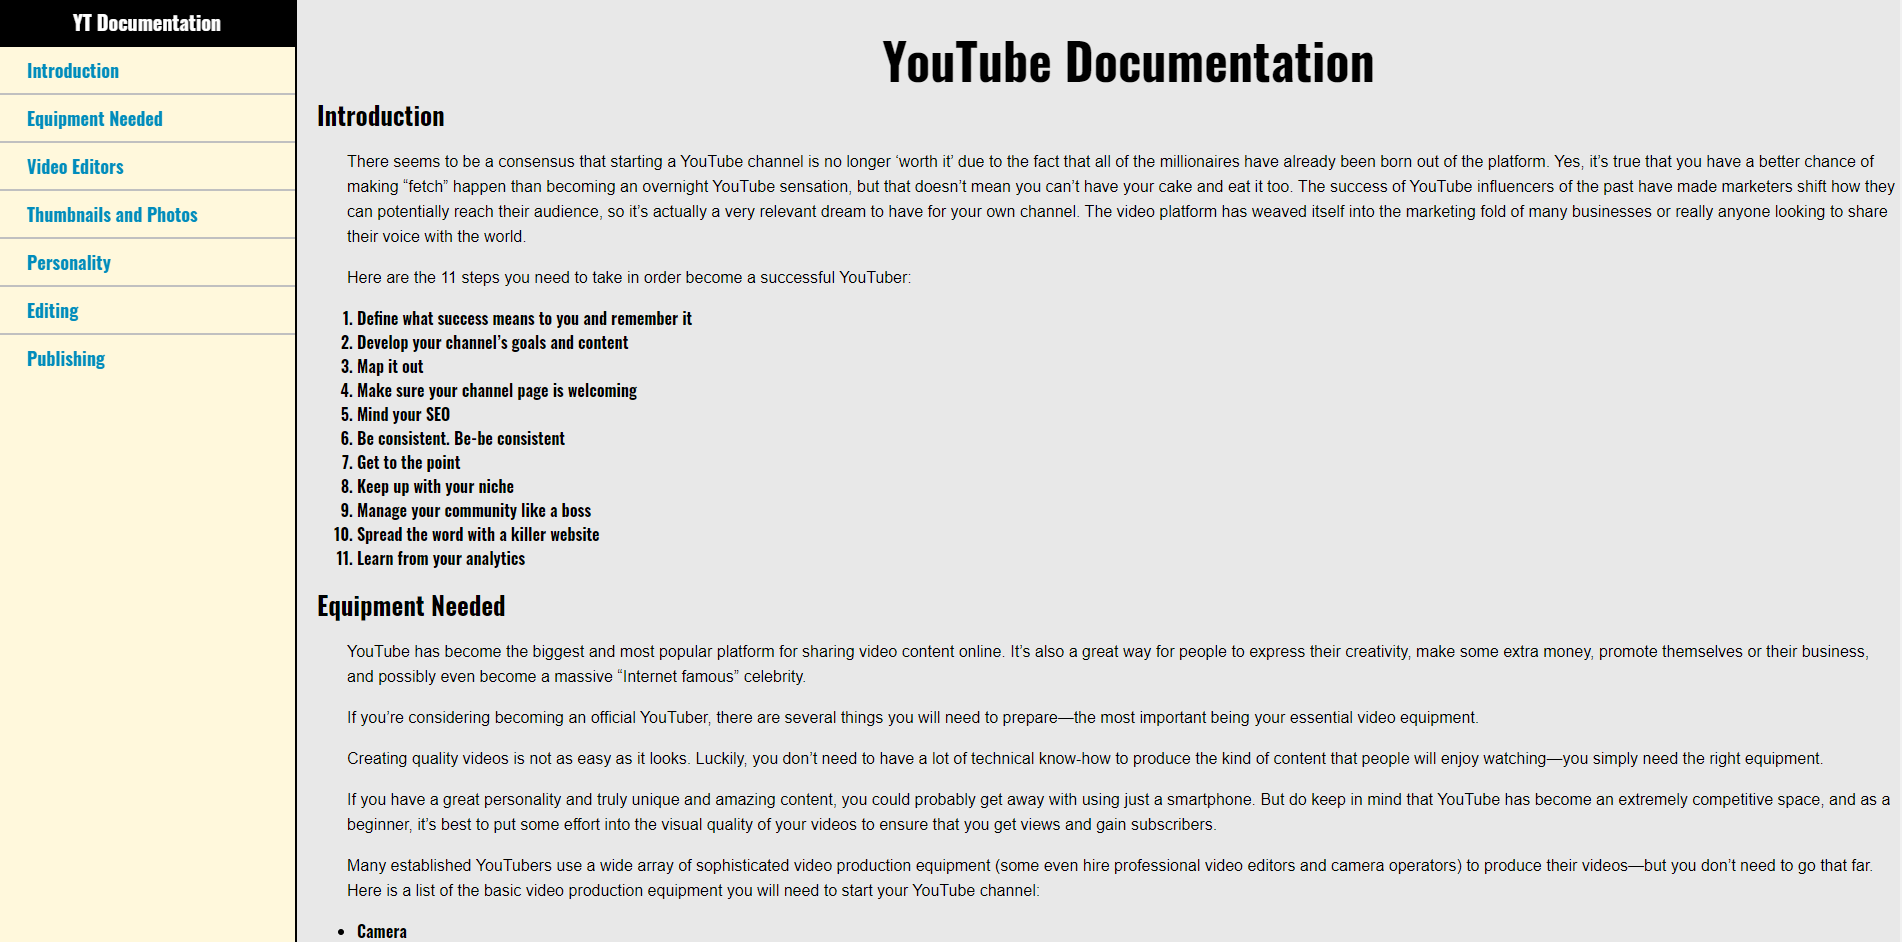 YT Documentation
Introduction
Equipment Needed
Video Editors
Thumbnails and Photos
Personality
Editing
Publishing
YouTube Documentation
Introduction
There seems to be a consensus that starting a YouTube channel is no longer ‘worth it’ due to the fact that all of the millionaires have already been born out of the platform. Yes, it’s true that you have a better chance of
making “fetch” happen than becoming an overnight YouTube sensation, but that doesn’t mean you can’t have your cake and eat it too. The success of YouTube influencers of the past have made marketers shift how they
can potentially reach their audience, so it’s actually a very relevant dream to have for your own channel. The video platform has weaved itself into the marketing fold of many businesses or really anyone looking to share
their voice with the world.
Here are the 11 steps you need to take in order become a successful YouTuber:
1. Define what success means to you and remember it
2. Develop your channel’s goals and content
3. Map it out
4. Make sure your channel page is welcoming
5. Mind your SEO
6. Be consistent. Be-be consistent
7. Get to the point
8. Keep up with your niche
9. Manage your community like a boss
10. Spread the word with a killer website
11. Learn from your analytics
Equipment Needed
YouTube has become the biggest and most popular platform for sharing video content online. It’s also a great way for people to express their creativity, make some extra money, promote themselves or their business,
and possibly even become a massive “Internet famous” celebrity.
If you’re considering becoming an official YouTuber, there are several things you will need to prepare—the most important being your essential video equipment.
Creating quality videos is not as easy as it looks. Luckily, you don’t need to have a lot of technical know-how to produce the kind of content that people will enjoy watching—you simply need the right equipment.
If you have a great personality and truly unique and amazing content, you could probably get away with using just a smartphone. But do keep in mind that YouTube has become an extremely competitive space, and as a
beginner, it’s best to put some effort into the visual quality of your videos to ensure that you get views and gain subscribers.
Many established YouTubers use a wide array of sophisticated video production equipment (some even hire professional video editors and camera operators) to produce their videos—but you don’t need to go that far.
Here is a list of the basic video production equipment you will need to start your YouTube channel:
• Camera